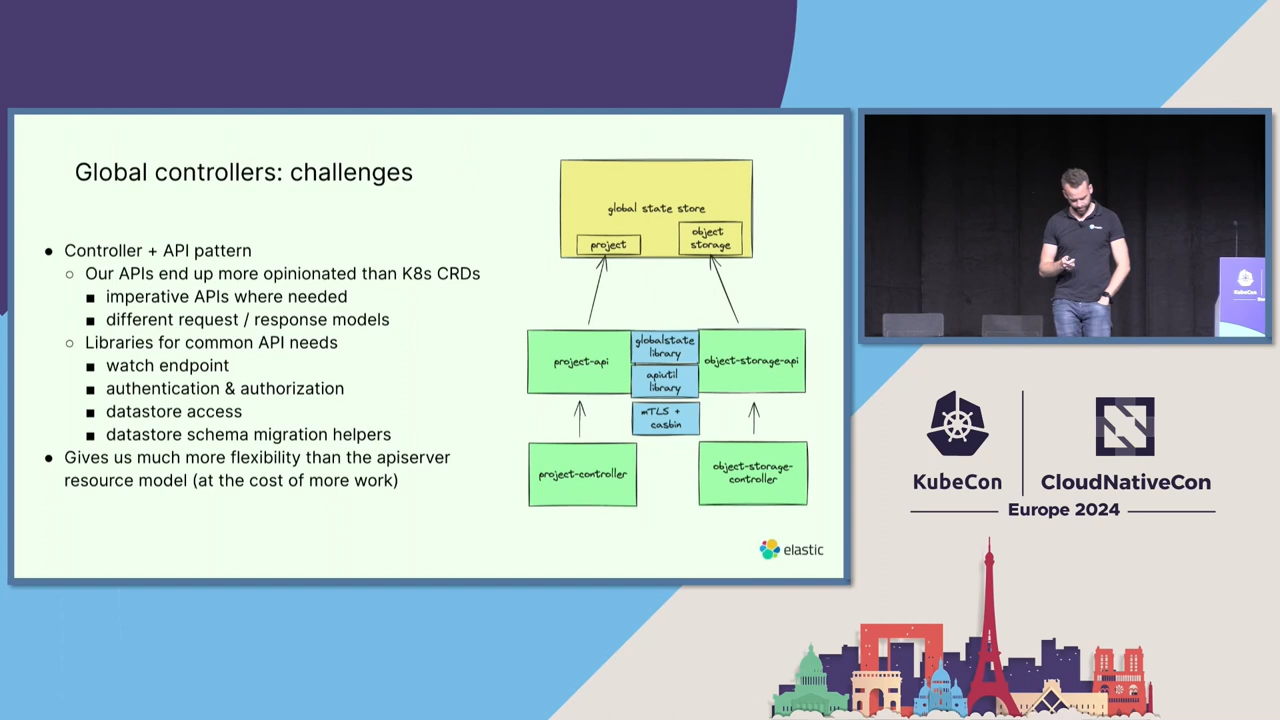 Global controllers: challenges
● Controller + API pattern
○ Our APIs end up more opinionated than K8s CRDs
■ imperative APIs where needed
■ different request / response models
○ Libraries for common API needs
■ watch endpoint
■ authentication & authorization
■ datastore access
■ datastore schema migration helpers
● Gives us much more flexibility than the apiserver
resource model (at the cost of more work)
global state store
project
object
storage
project-api
globalstate
library
apiutil
library
mTLS +
casbin
object-storage-api
project-controller
object-storage-
controller
elastic
KubeCon
KubeCon
CloudNativeCon
Europe 2024